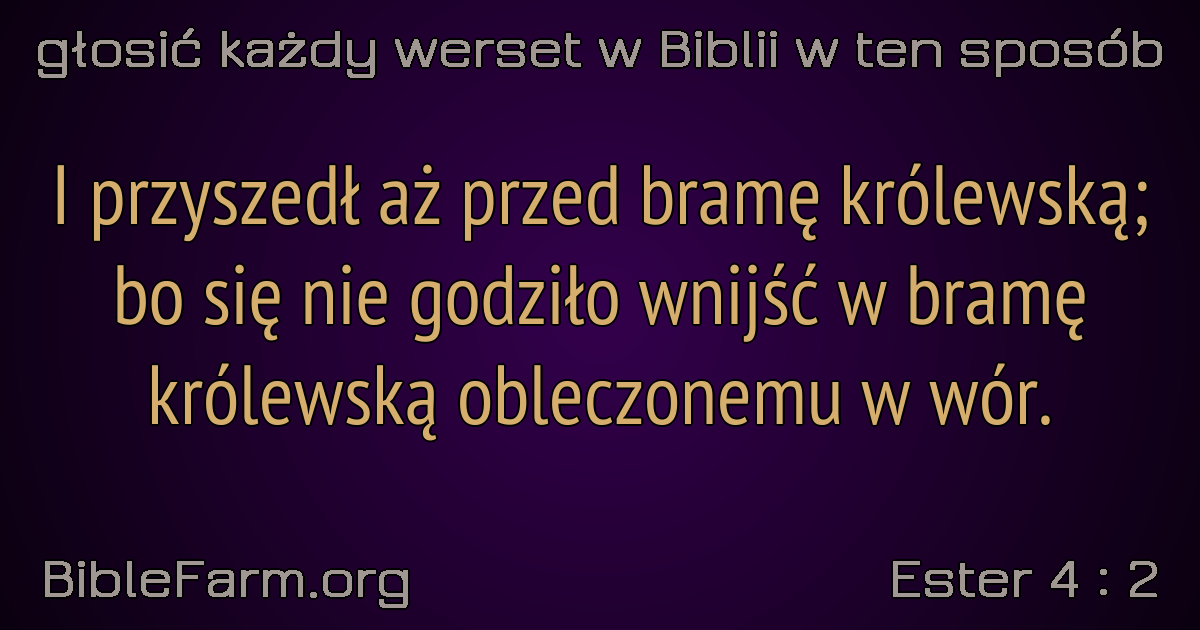 głosić każdy werset w Biblii w ten sposób
I przyszedł aż przed bramę królewską;
bo się nie godziło wnijść w bramę
królewską obleczonemu w wór.
BibleFarm.org
Ester 4 : 2